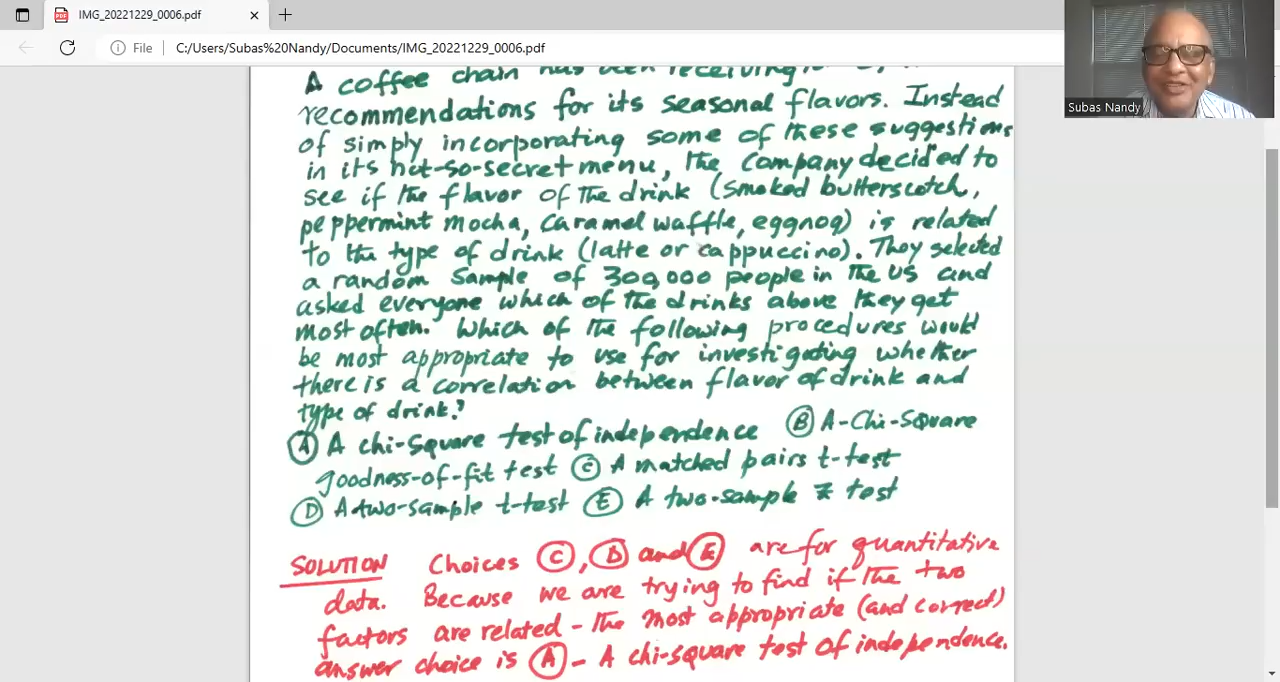 IMG_20221229_0006.pdf
File C:/Users/Subas%20Nandy/Documents/IMG_20221229_0006.pdf
Subas Nandy
A coffee chain has been receiving
recommendations for its seasonal flavors. Instead
of simply incorporating some of these suggestions
in its not-so-secret menu, the company decided to
see if the flavor of the drink (smoked butterscotch,
peppermint mocha, caramel waffle, eggnog) is related
to the type of drink (latte or cappuccino). They selected
a random sample of 300,000 people in the US and
asked everyone which of the drinks above they get
most often. Which of the following procedures would
be most appropriate to use for investigating whether
there is a correlation between flavor of drink and
type of drink?
(A) A chi-square test of independence (B) A-Chi-Square
goodness-of-fit test (C) A matched pairs t-test
(D) A two-sample t-test (E) A two-sample z test
SOLUTION Choices (C), (D) and (E) are for quantitative
data. Because we are trying to find if the two
factors are related - the most appropriate (and correct)
answer choice is (A) - A chi-square test of independence.